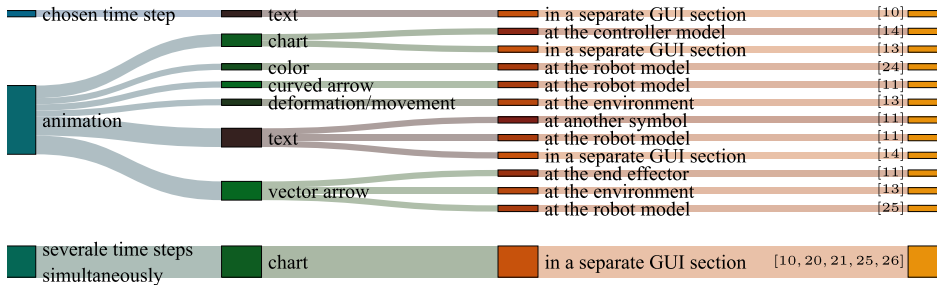 chosen time step text in a separate GUI section [10]
at the controller model [14]
chart
in a separate GUI section [13]
color at the robot model [24]
curved arrow at the robot model [11]
deformation/movement at the environment [13]
animation at another symbol [11]
text at the robot model [11]
in a separate GUI section [14]
at the end effector [11]
vector arrow at the environment [13]
at the robot model [25]
severale time steps
simultaneously
chart in a separate GUI section [10, 20, 21, 25, 26]